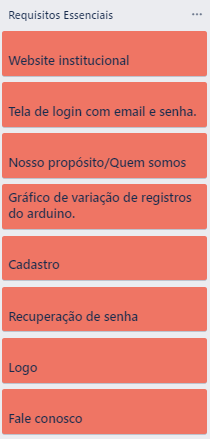 Requisitos Essenciais
Website institucional
Tela de login com email e senha.
Nosso propósito/Quem somos
Gráfico de variação de registros
do arduino.
Cadastro
Recuperação de senha
Logo
Fale conosco